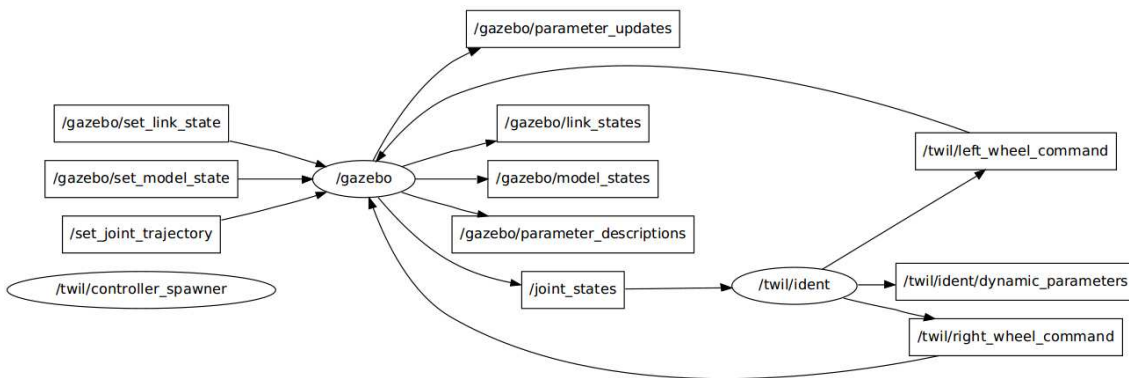 /gazebo/parameter_updates
/gazebo/set_link_state
/gazebo/link_states
/twil/left_wheel_command
/gazebo/set_model_state
/gazebo
/gazebo/model_states
/set_joint_trajectory
/gazebo/parameter_descriptions
/twil/controller_spawner
/joint_states
/twil/ident
/twil/ident/dynamic_parameters
/twil/right_wheel_command